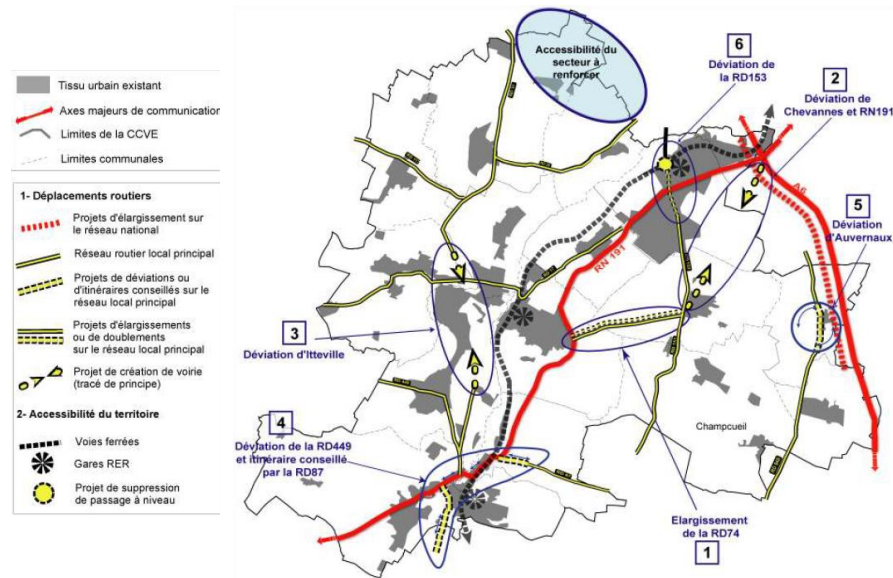 Tissu urbain existant
Axes majeurs de communication
Limites de la CCVE
Limites communales
1- Déplacements routiers
Projets d'élargissement sur
le réseau national
Réseau routier local principal
Projets de déviations ou
d'itinéraires conseillés sur le
réseau local principal
Projets d'élargissements
ou de doublements
sur le réseau local principal
Projet de création de voirie
(tracé de principe)
2- Accessibilité du territoire
Voies ferrées
Gares RER
Projet de suppression
de passage à niveau
Accessibilité du
secteur à
renforcer
6
Déviation de
la RD153
2
Déviation de
Chevannes et RN191
A6
5
Déviation
d'Auvernaux
RN 191
3
Déviation d'Itteville
4
Déviation de la RD449
et itinéraire conseillé
par la RD87
Champcueil
Elargissement
de la RD74
1